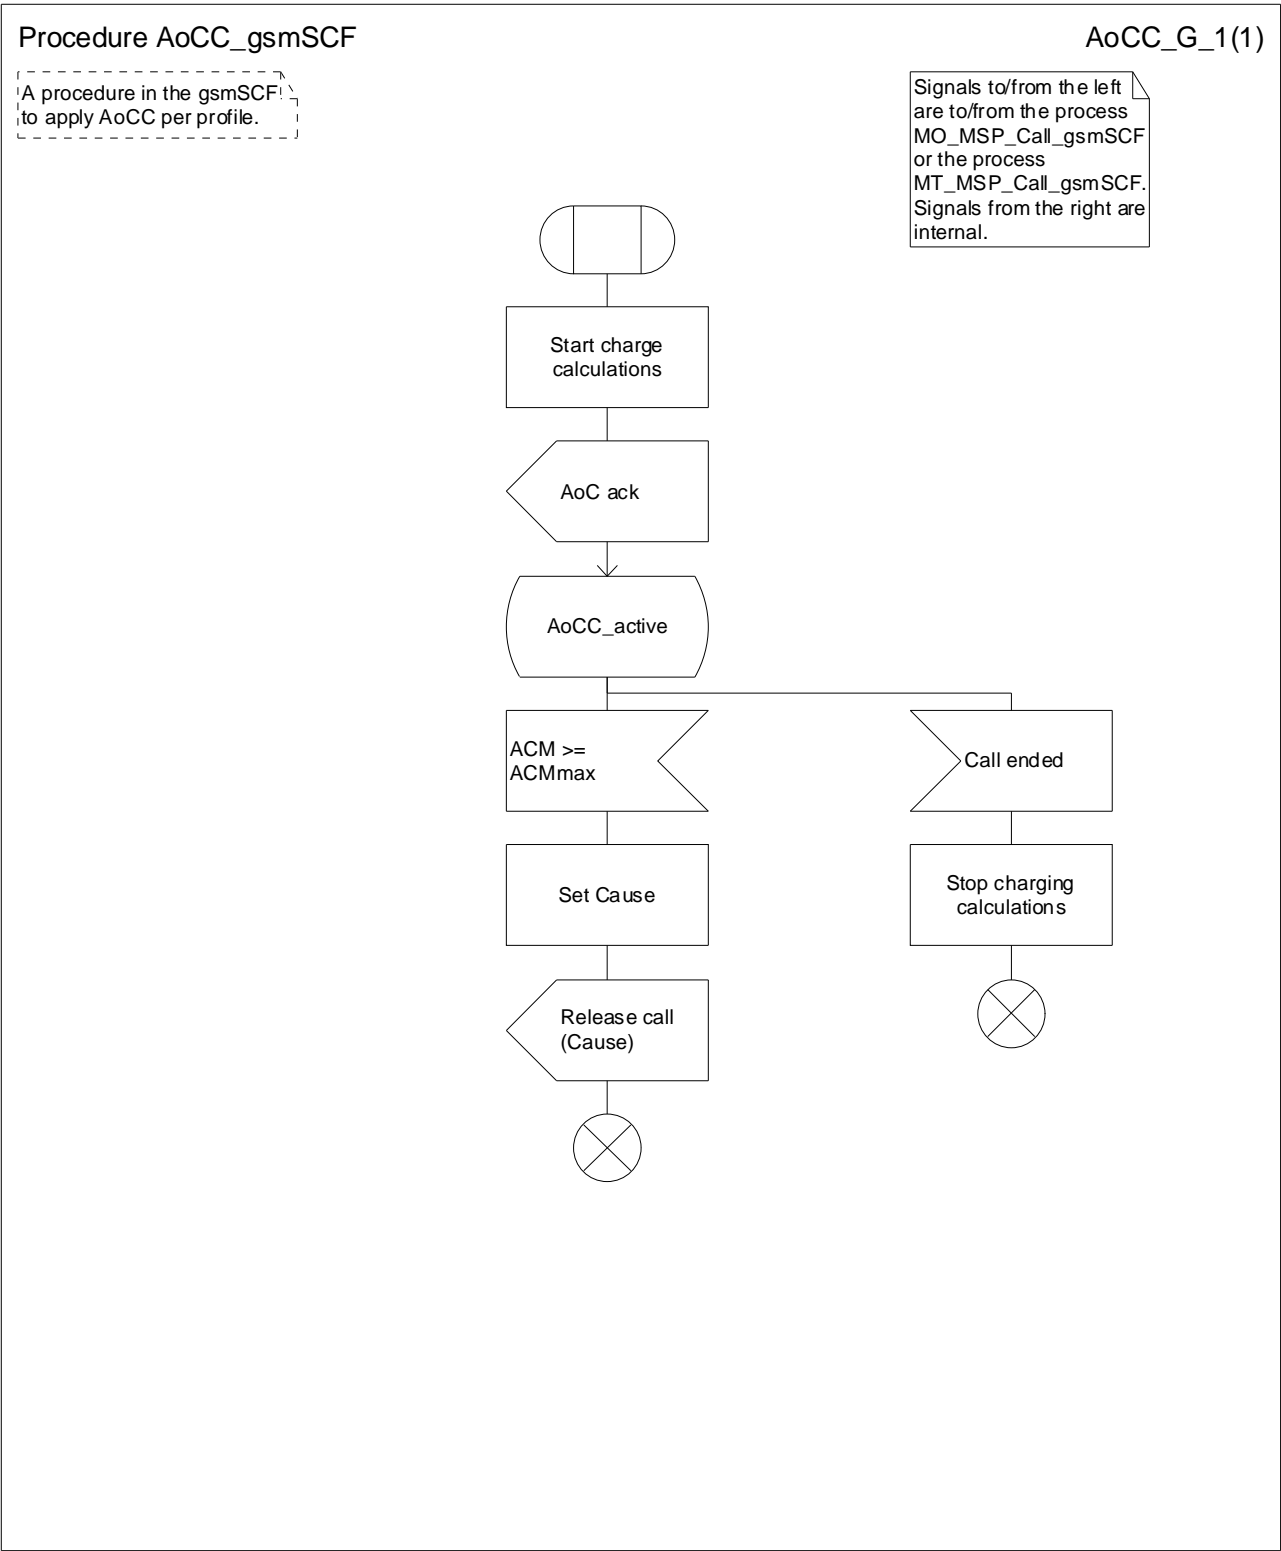 Procedure AoCC_gsmSCF
AoCC_G_1(1)
A procedure in the gsmSCF
to apply AoCC per profile.
Signals to/from the left
are to/from the process
MO_MSP_Call_gsmSCF
or the process
MT_MSP_Call_gsmSCF.
Signals from the right are
internal.
Start charge
calculations
AoC ack
AoCC_active
ACM >=
ACMmax
Call ended
Set Cause
Stop charging
calculations
Release call
(Cause)